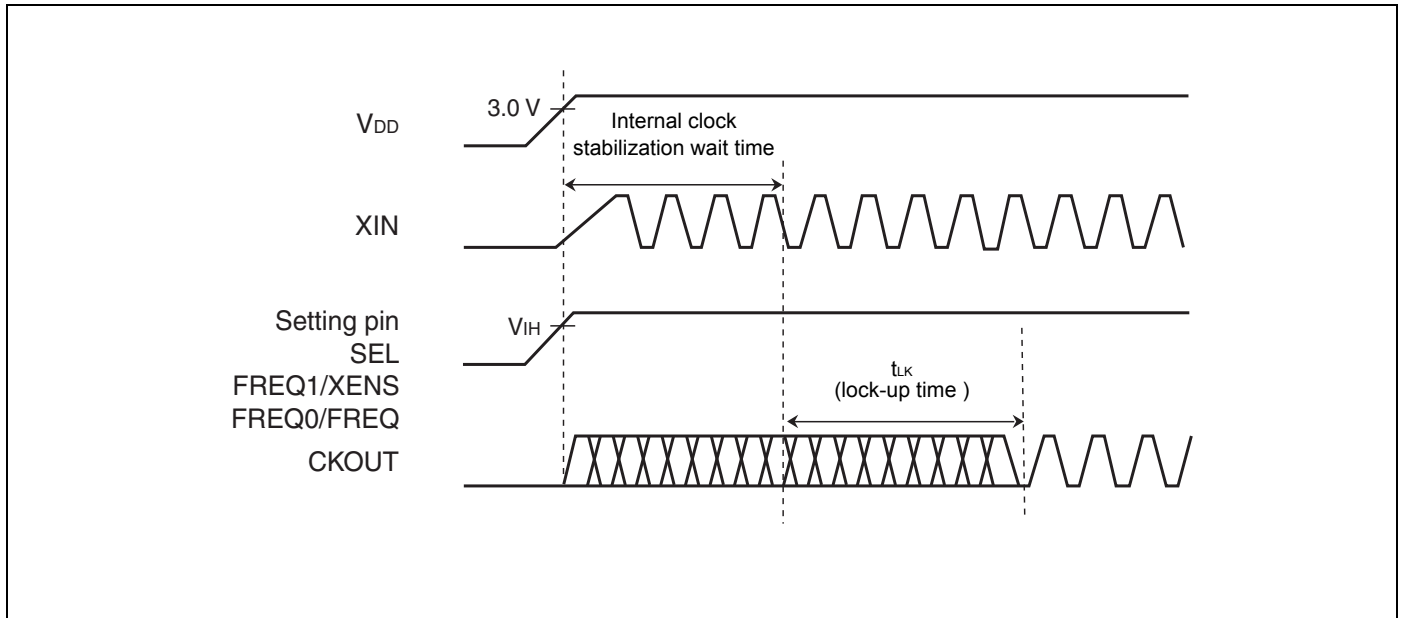 VDD
3.0 V
Internal clock
stabilization wait time
XIN
Setting pin
SEL
FREQ1/XENS
FREQ0/FREQ
VIH
tLK
(lock-up time )
CKOUT